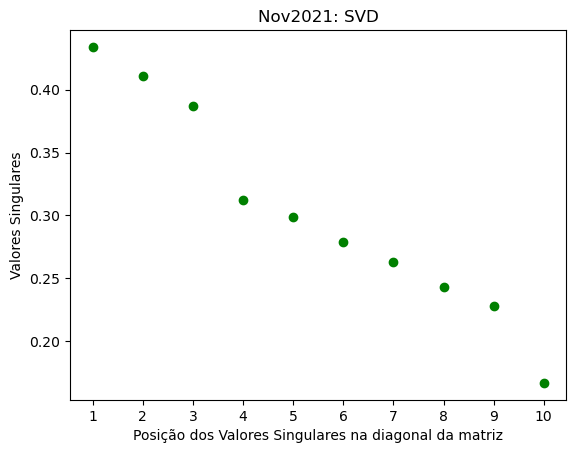 Nov2021: SVD
Valores Singulares
0.40
0.35
0.30
0.25
0.20
1 2 3 4 5 6 7 8 9 10
Posição dos Valores Singulares na diagonal da matriz